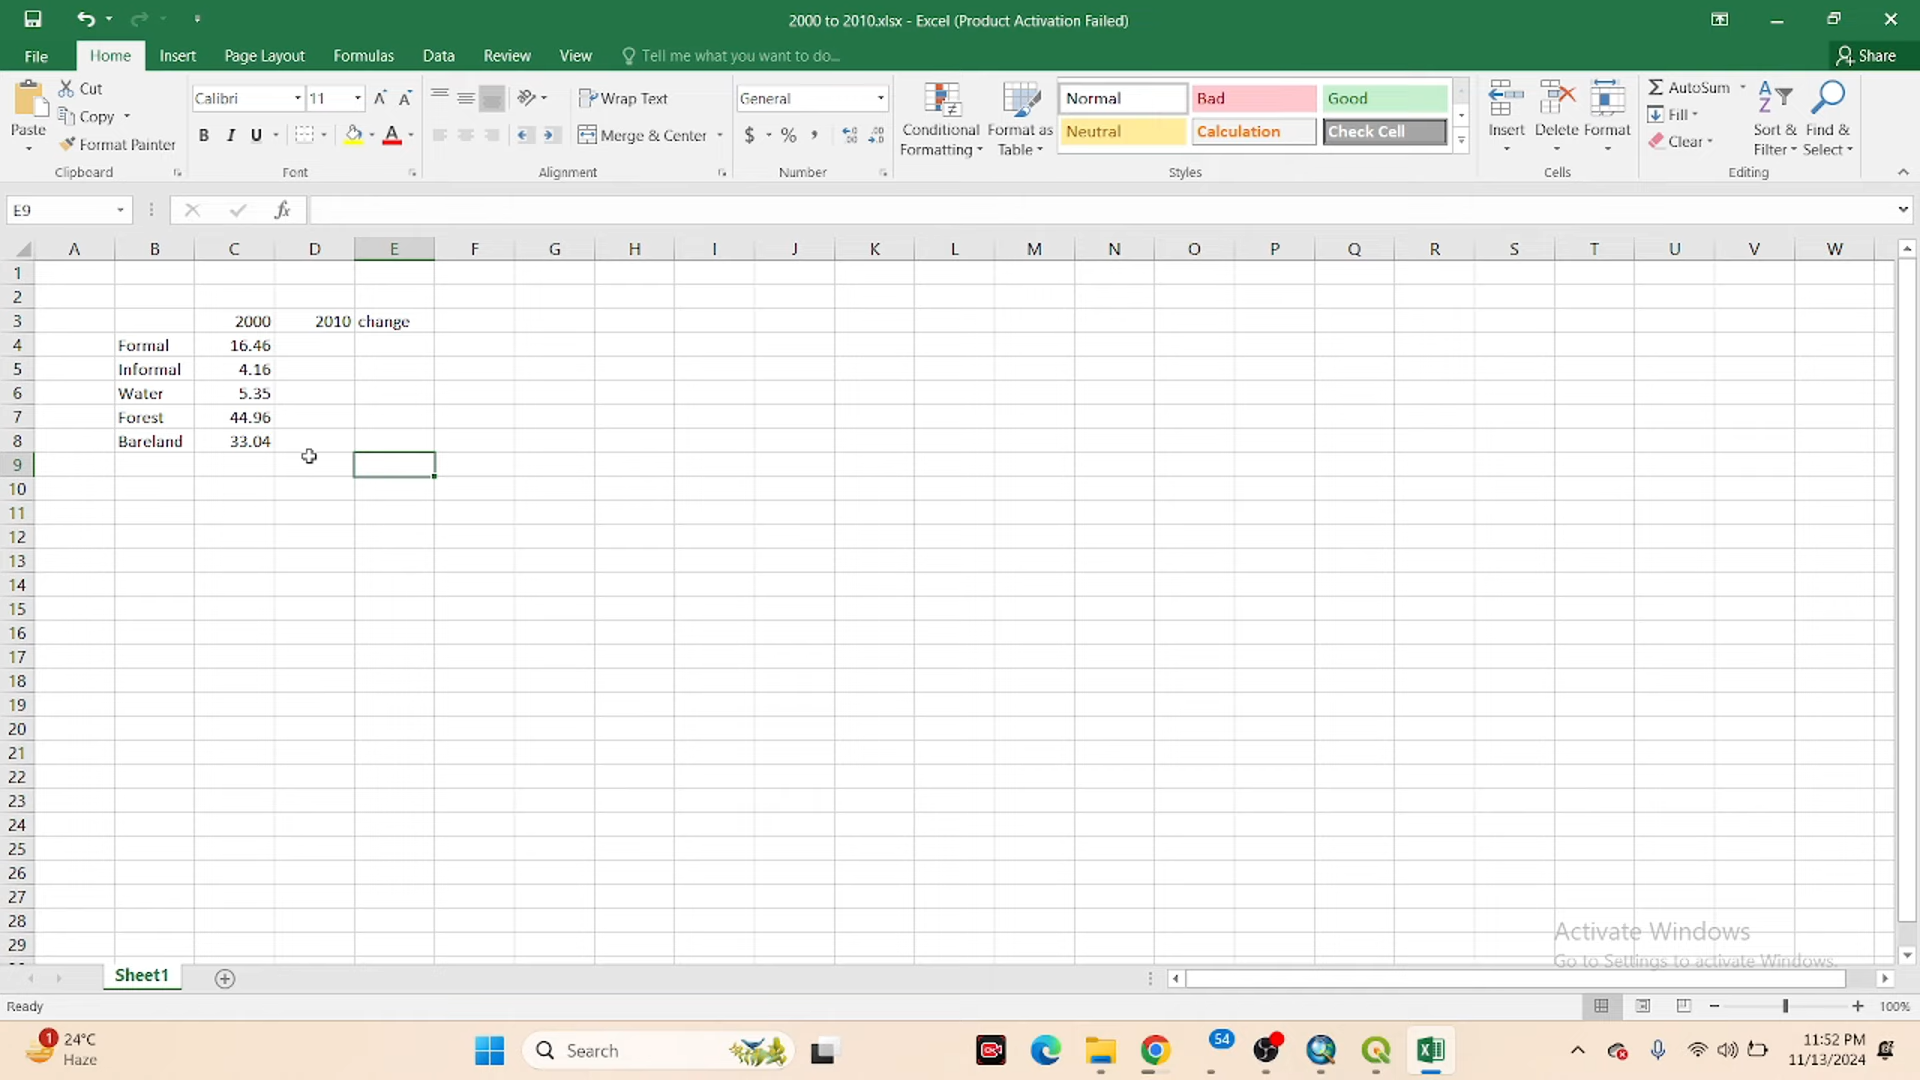 2000 to 2010.xlsx - Excel (Product Activation Failed)
File Home Insert Page Layout Formulas Data Review View Tell me what you want to do... Share
Paste Cut Copy Format Painter Clipboard
Calibri 11 B I U A Font
Wrap Text Merge & Center Alignment
General $ % , Number
Conditional Formatting Format as Table
Normal Bad Good
Neutral Calculation Check Cell
Styles
Insert Delete Format Cells
AutoSum Fill Clear Sort & Filter Find & Select Editing
E9 fx
A B C D E F G H I J K L M N O P Q R S T U V W
1
2
3 2000 2010 change
4 Formal 16.46
5 Informal 4.16
6 Water 5.35
7 Forest 44.96
8 Bareland 33.04
9
10
11
12
13
14
15
16
17
18
19
20
21
22
23
24
25
26
27
28
29
Activate Windows
Go to Settings to activate Windows.
Sheet1
Ready 100%
1 24°C Haze Search 54 11:52 PM 11/13/2024